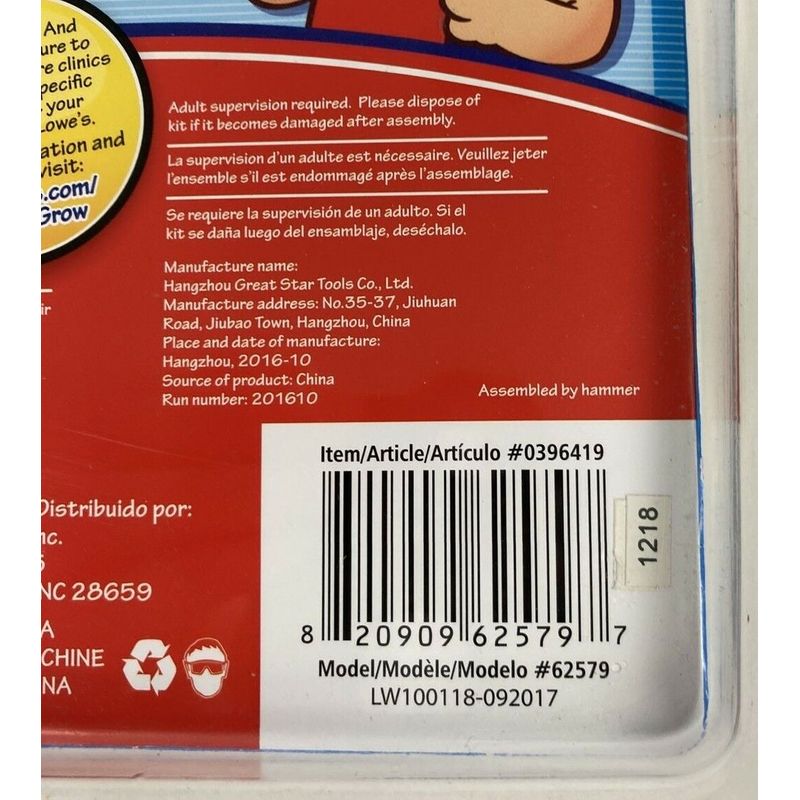 And
ure to
re clinics
pecific
your
Lowe's.
ation and
visit:
.com/
Grow
Adult supervision required. Please dispose of
kit if it becomes damaged after assembly.
La supervision d'un adulte est nécessaire. Veuillez jeter
l'ensemble s'il est endommagé après l'assemblage.
Se requiere la supervisión de un adulto. Si el
kit se daña luego del ensamblaje, deséchalo.
Manufacture name:
Hangzhou Great Star Tools Co., Ltd.
Manufacture address: No.35-37, Jiuhuan
Road, Jiubao Town, Hangzhou, China
Place and date of manufacture:
Hangzhou, 2016-10
Source of product: China
Run number: 201610
Assembled by hammer
ir
Distribuido por:
nc.
NC 28659
A
CHINE
NA
Item/Article/Artículo #0396419
8 20909 62579 7
Model/Modèle/Modelo #62579
LW100118-092017
1218